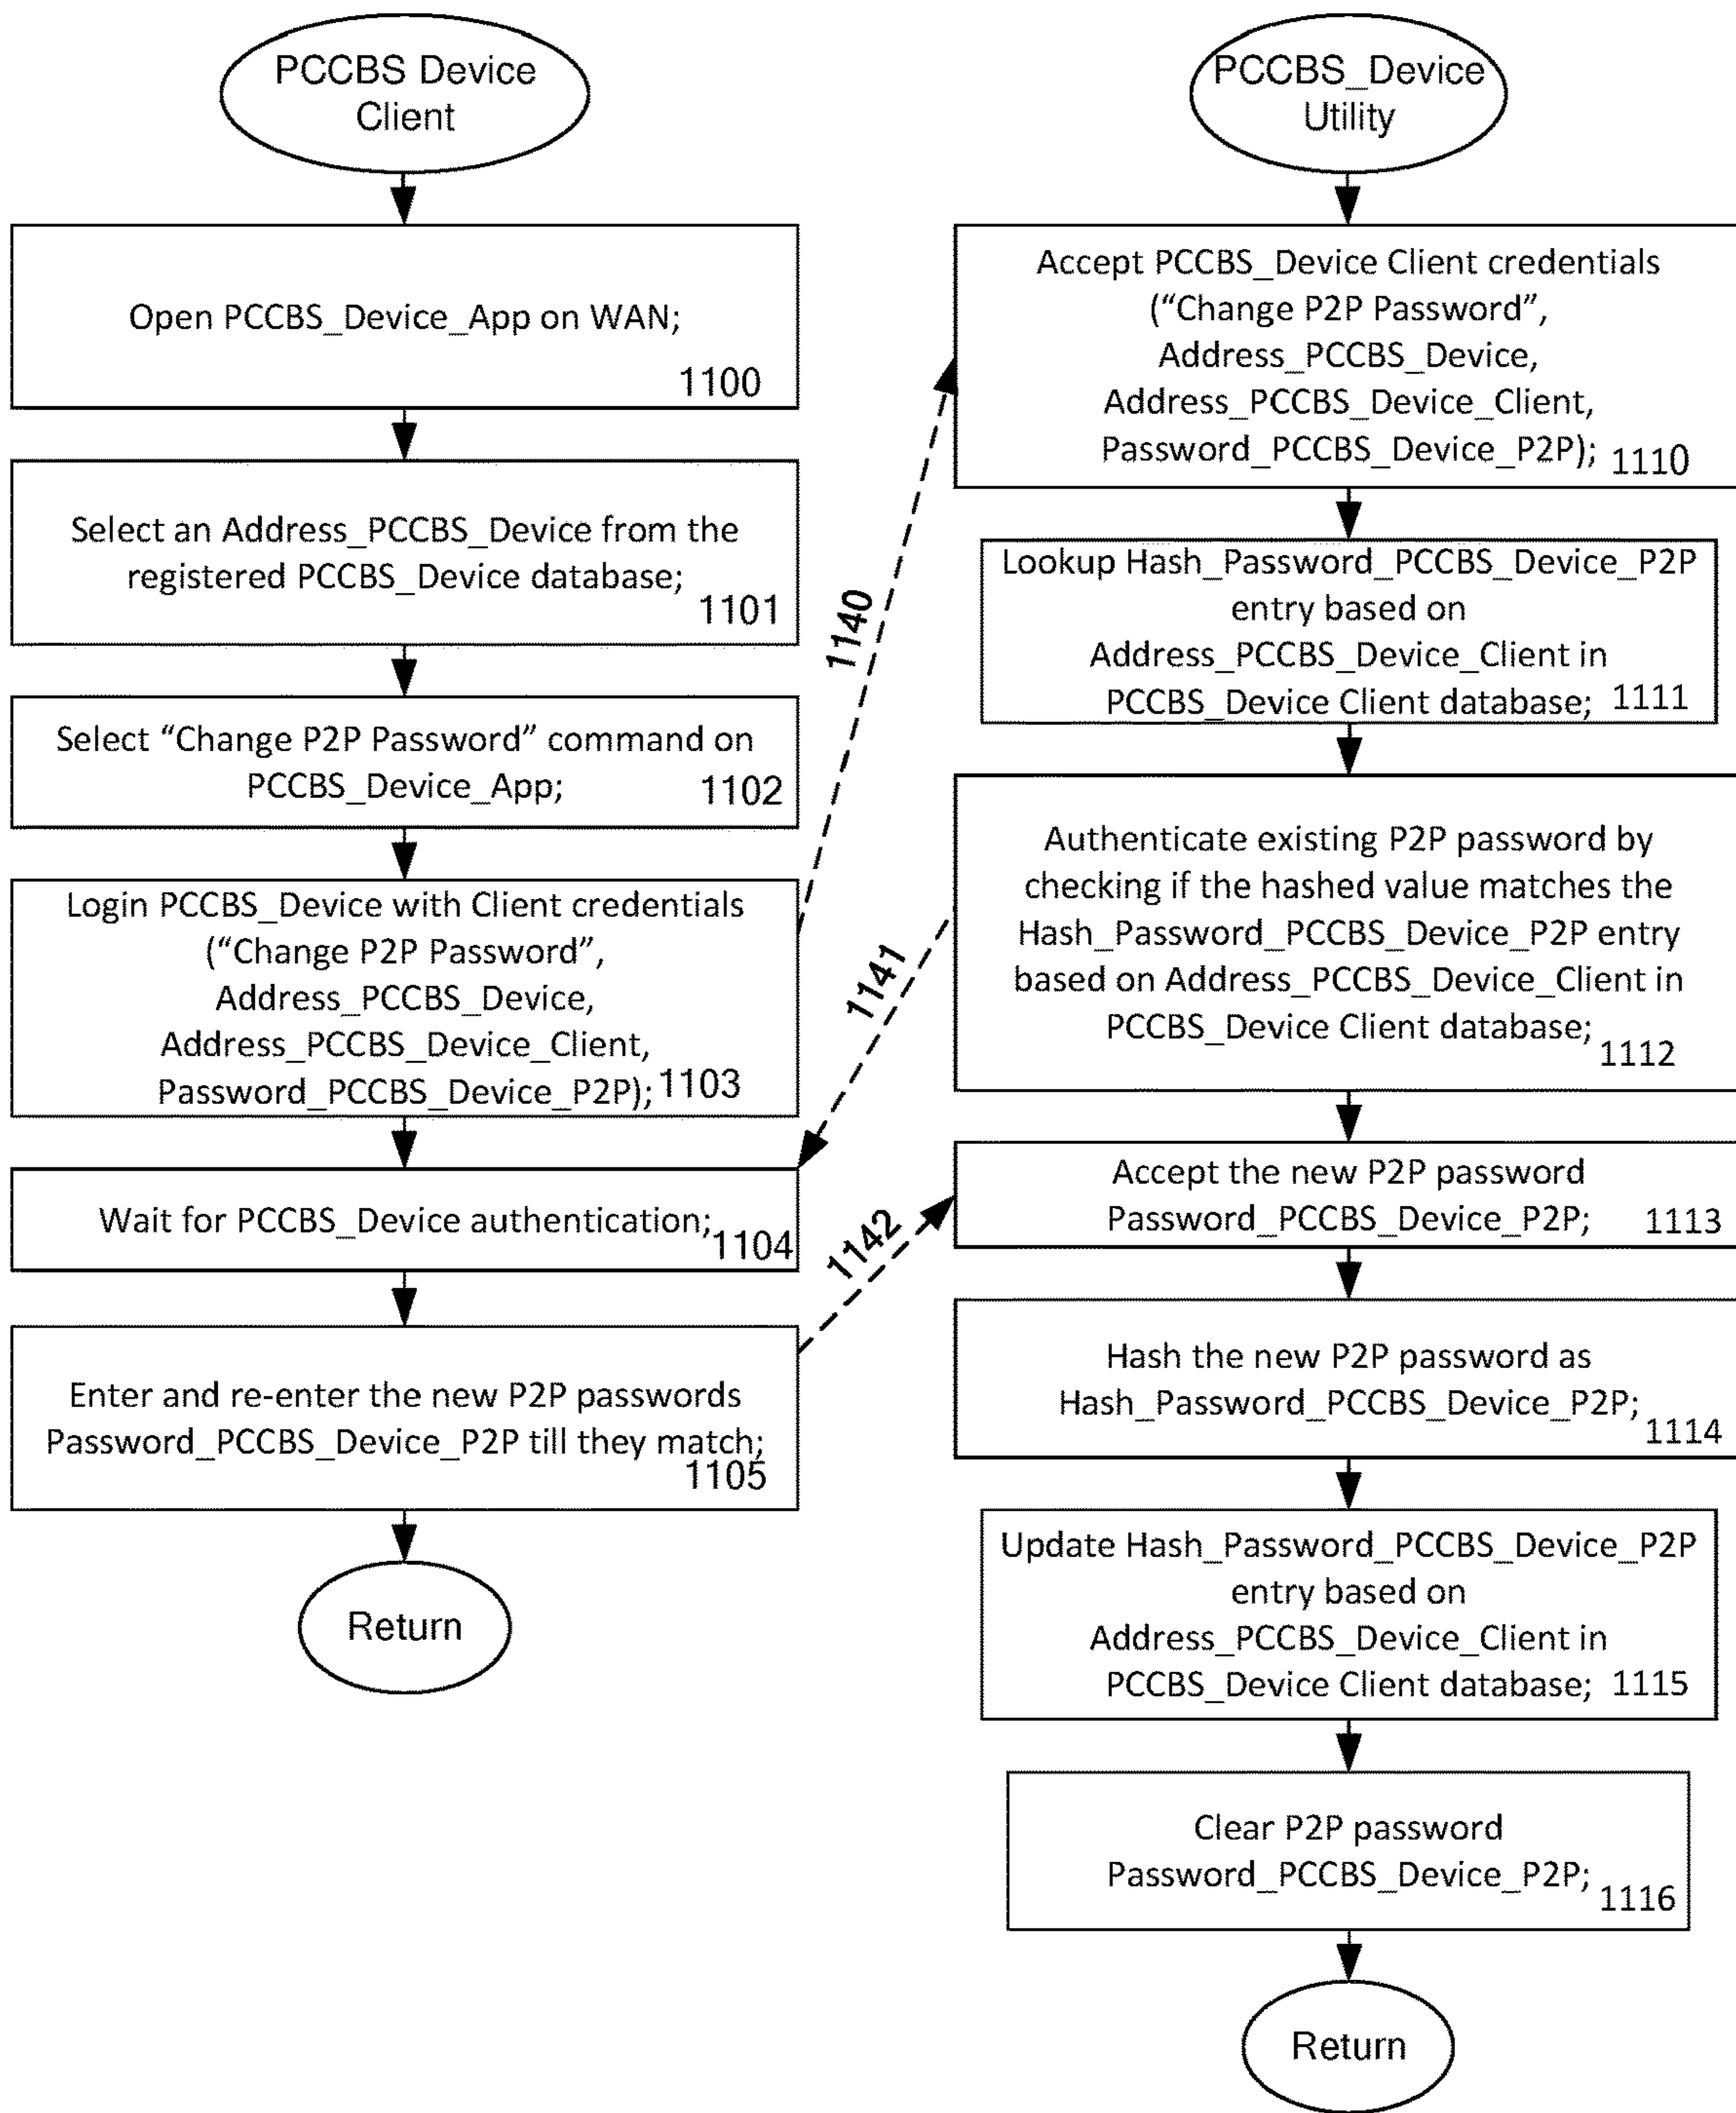 PCCBS Device
Client
Open PCCBS_Device_App on WAN;
1100
Select an Address_PCCBS_Device from the
registered PCCBS_Device database;
1101
Select “Change P2P Password” command on
PCCBS_Device_App;
1102
Login PCCBS_Device with Client credentials
(“Change P2P Password”,
Address_PCCBS_Device,
Address_PCCBS_Device_Client,
Password_PCCBS_Device_P2P);
1103
Wait for PCCBS_Device authentication;
1104
Enter and re-enter the new P2P passwords
Password_PCCBS_Device_P2P till they match;
1105
Return
1140
1141
1142
PCCBS_Device
Utility
Accept PCCBS_Device Client credentials
(“Change P2P Password”,
Address_PCCBS_Device,
Address_PCCBS_Device_Client,
Password_PCCBS_Device_P2P);
1110
Lookup Hash_Password_PCCBS_Device_P2P
entry based on
Address_PCCBS_Device_Client in
PCCBS_Device Client database;
1111
Authenticate existing P2P password by
checking if the hashed value matches the
Hash_Password_PCCBS_Device_P2P entry
based on Address_PCCBS_Device_Client in
PCCBS_Device Client database;
1112
Accept the new P2P password
Password_PCCBS_Device_P2P;
1113
Hash the new P2P password as
Hash_Password_PCCBS_Device_P2P;
1114
Update Hash_Password_PCCBS_Device_P2P
entry based on
Address_PCCBS_Device_Client in
PCCBS_Device Client database;
1115
Clear P2P password
Password_PCCBS_Device_P2P;
1116
Return